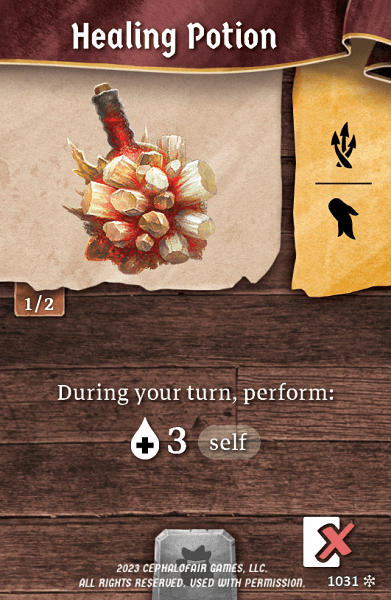 Healing Potion
1/2
During your turn, perform:
3 self
2023 CEPHALOFAIR GAMES, LLC.
ALL RIGHTS RESERVED. USED WITH PERMISSION.
1031